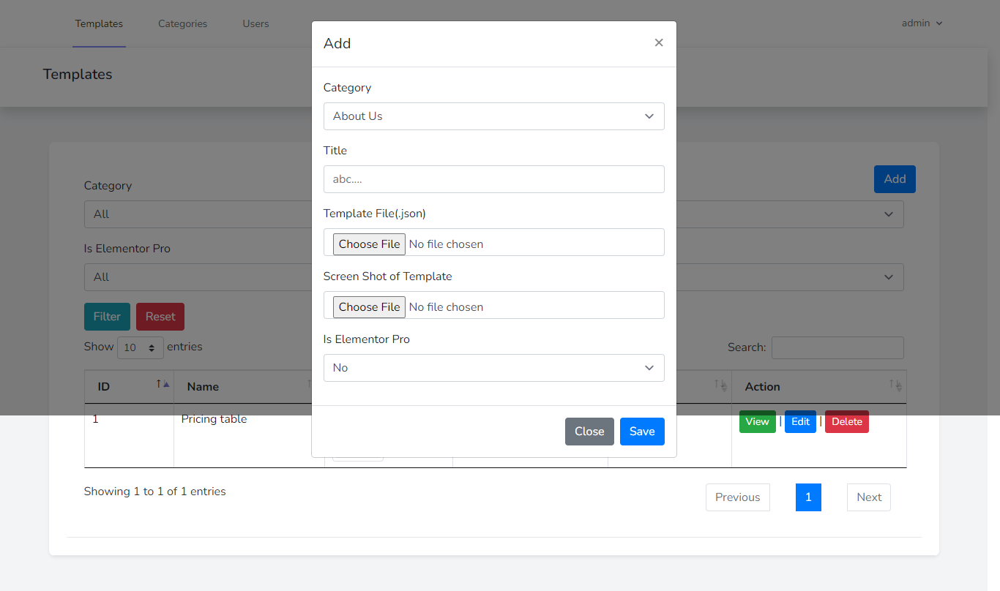 Templates Categories Users admin
Templates
Add ×
Category
About Us
Title
abc....
Template File(.json)
Choose File No file chosen
Screen Shot of Template
Choose File No file chosen
Is Elementor Pro
No
Close Save
Add
Category
All
Is Elementor Pro
All
Filter Reset
Show 10 entries Search:
ID Name Action
1 Pricing table View | Edit | Delete
Showing 1 to 1 of 1 entries Previous 1 Next